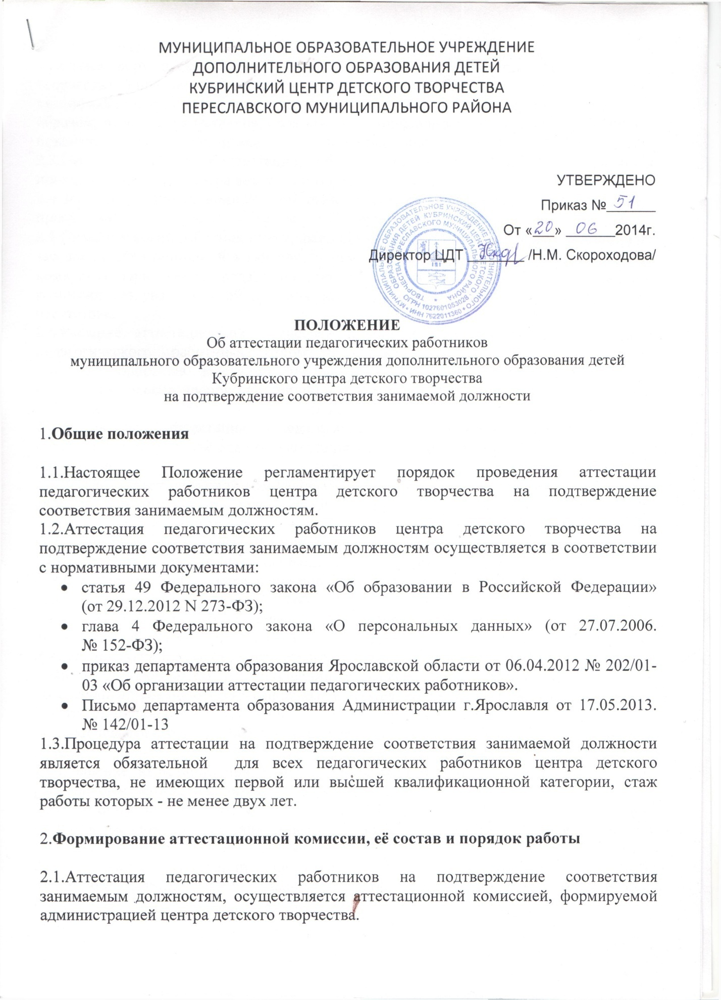 МУНИЦИПАЛЬНОЕ ОБРАЗОВАТЕЛЬНОЕ УЧРЕЖДЕНИЕ
ДОПОЛНИТЕЛЬНОГО ОБРАЗОВАНИЯ ДЕТЕЙ
КУБРИНСКИЙ ЦЕНТР ДЕТСКОГО ТВОРЧЕСТВА
ПЕРЕСЛАВСКОГО МУНИЦИПАЛЬНОГО РАЙОНА
УТВЕРЖДЕНО
Приказ № 51
От «20» 06 2014г.
Директор ЦДТ /Н.М. Скороходова/
МУНИЦИПАЛЬНОЕ ОБРАЗОВАТЕЛЬНОЕ УЧРЕЖДЕНИЕ ДОПОЛНИТЕЛЬНОГО
ОБРАЗОВАНИЯ ДЕТЕЙ КУБРИНСКИЙ ЦЕНТР ДЕТСКОГО
ТВОРЧЕСТВА ПЕРЕСЛАВСКОГО МУНИЦИПАЛЬНОГО РАЙОНА
ОГРН 1027601053028
ИНН 7622011360
ПОЛОЖЕНИЕ
Об аттестации педагогических работников
муниципального образовательного учреждения дополнительного образования детей
Кубринского центра детского творчества
на подтверждение соответствия занимаемой должности
1.Общие положения
1.1.Настоящее Положение регламентирует порядок проведения аттестации
педагогических работников центра детского творчества на подтверждение
соответствия занимаемым должностям.
1.2.Аттестация педагогических работников центра детского творчества на
подтверждение соответствия занимаемым должностям осуществляется в соответствии
с нормативными документами:
• статья 49 Федерального закона «Об образовании в Российской Федерации»
(от 29.12.2012 N 273-ФЗ);
• глава 4 Федерального закона «О персональных данных» (от 27.07.2006.
№ 152-ФЗ);
• приказ департамента образования Ярославской области от 06.04.2012 № 202/01-
03 «Об организации аттестации педагогических работников».
• Письмо департамента образования Администрации г.Ярославля от 17.05.2013.
№ 142/01-13
1.3.Процедура аттестации на подтверждение соответствия занимаемой должности
является обязательной для всех педагогических работников центра детского
творчества, не имеющих первой или высшей квалификационной категории, стаж
работы которых - не менее двух лет.
2.Формирование аттестационной комиссии, её состав и порядок работы
2.1.Аттестация педагогических работников на подтверждение соответствия
занимаемым должностям, осуществляется аттестационной комиссией, формируемой
администрацией центра детского творчества.